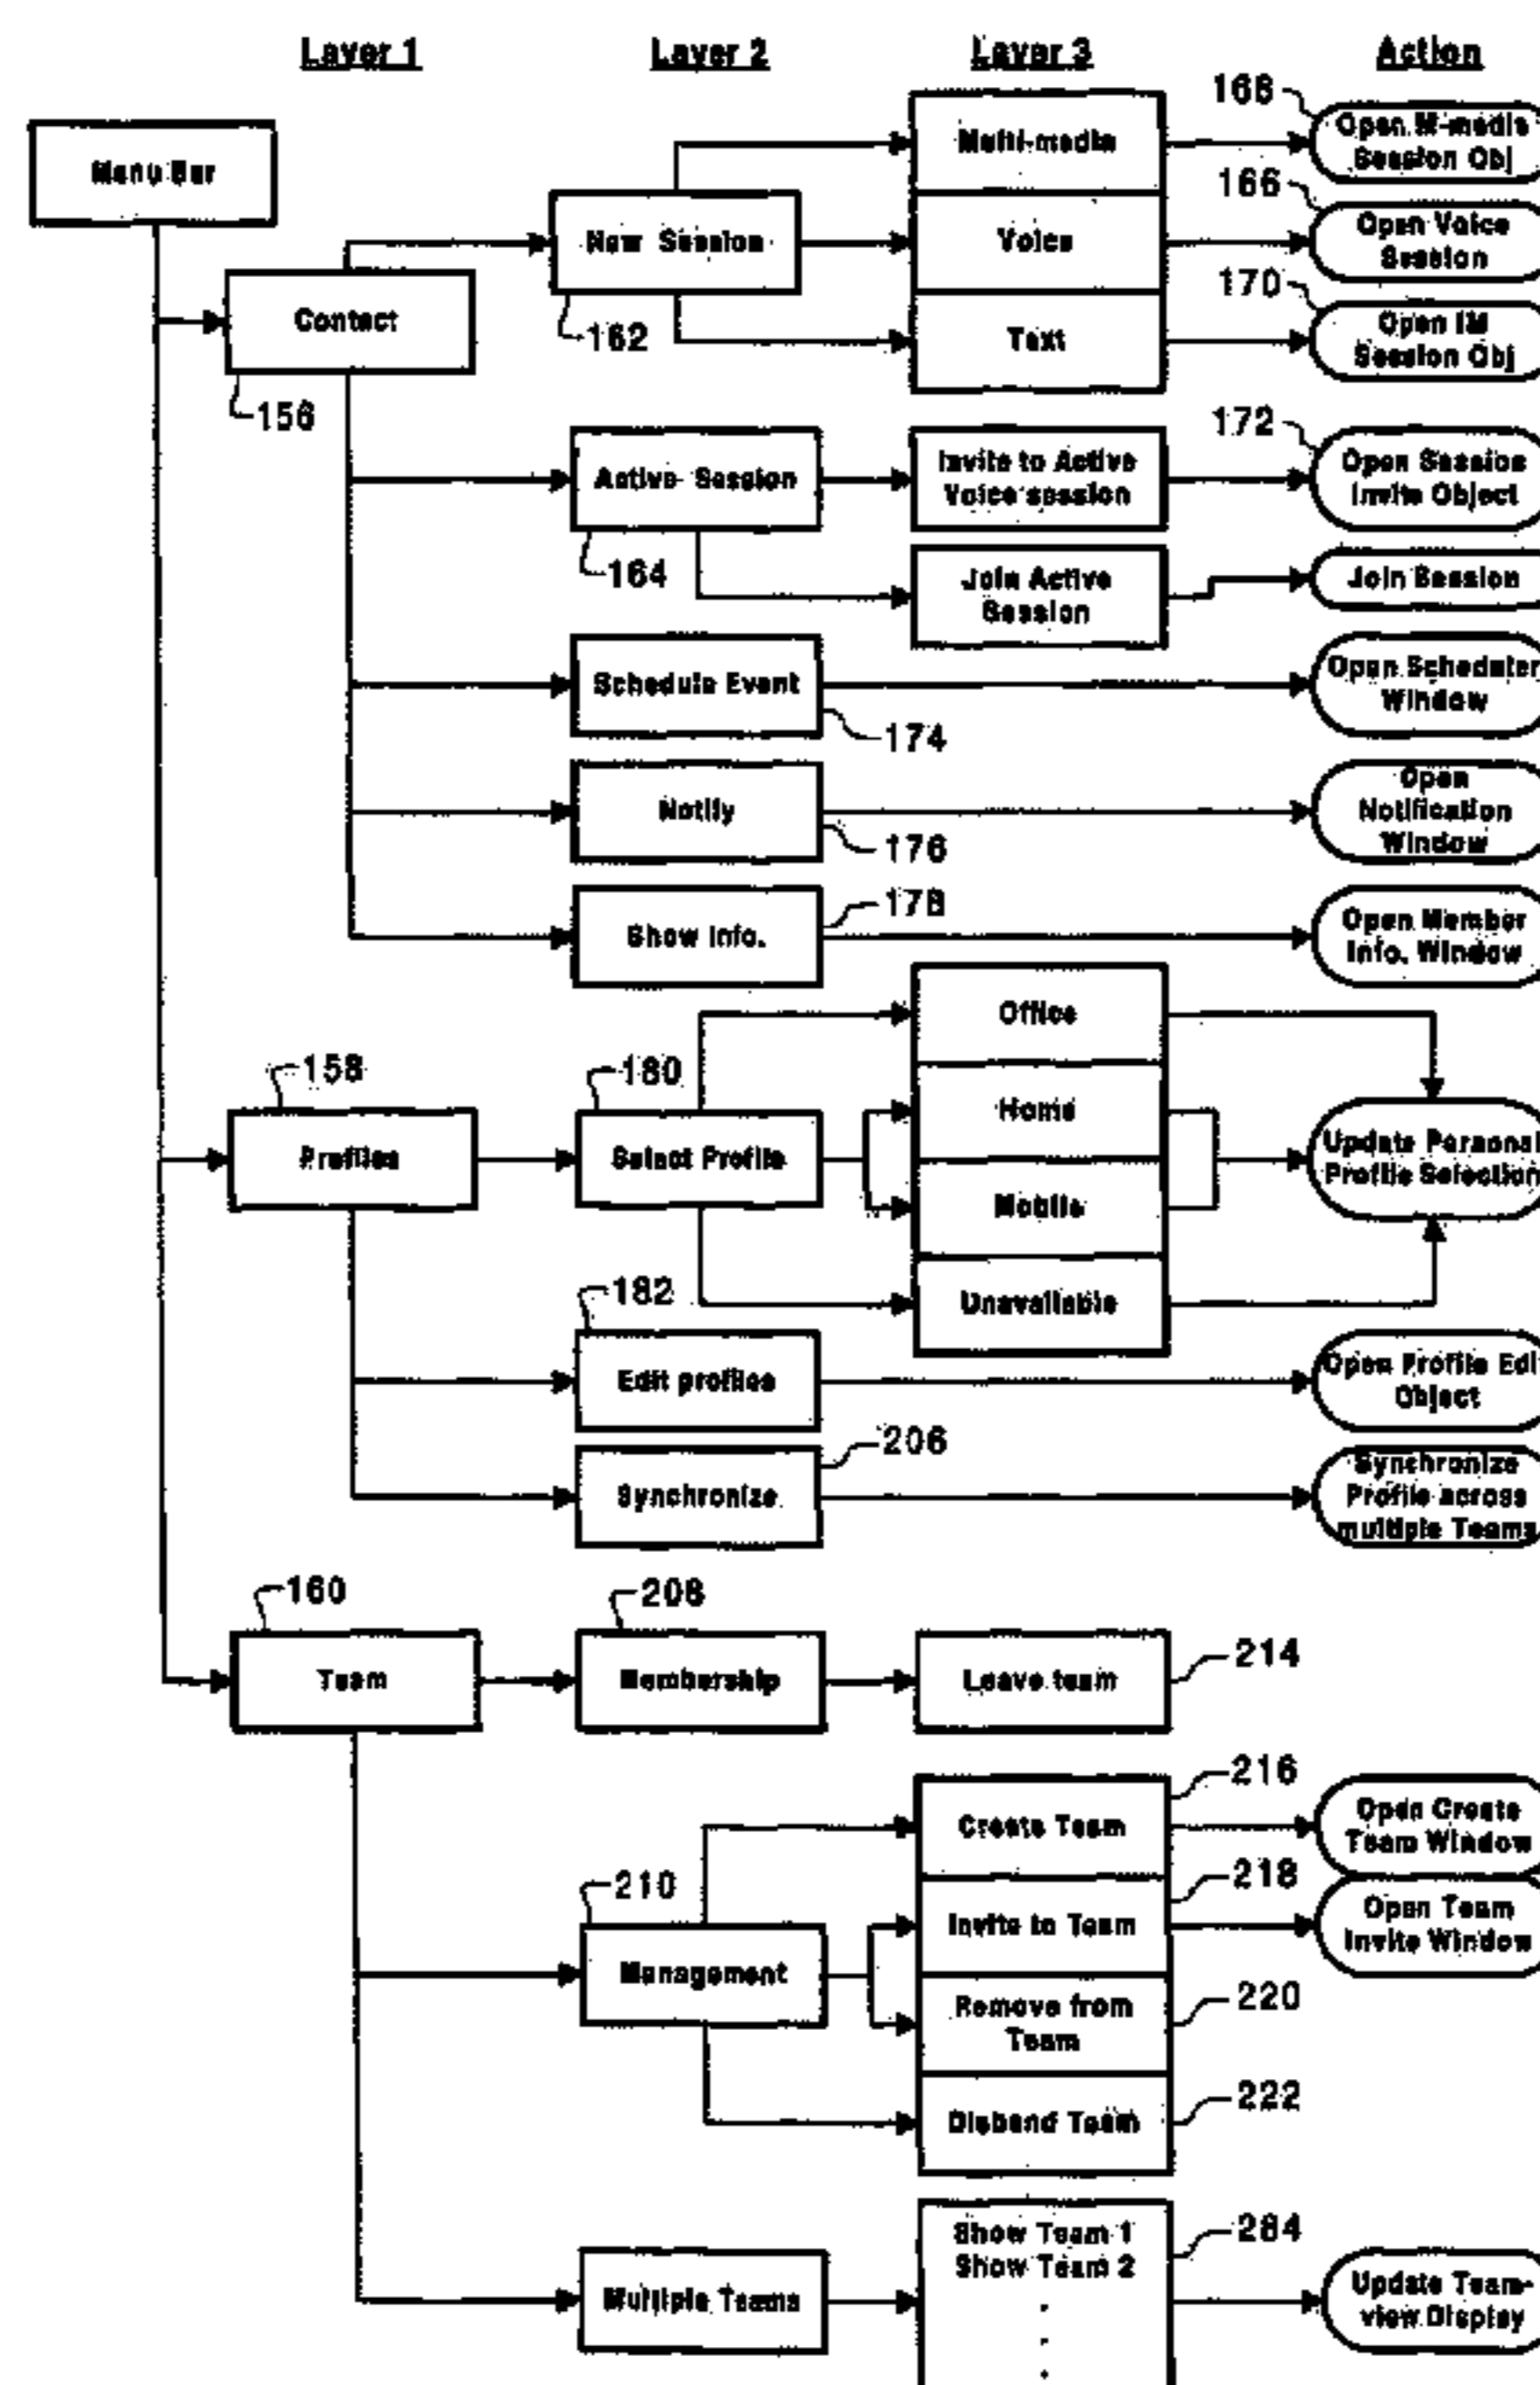 Layer 1
Layer 2
Layer 3
Action
Menu Bar
Contact
156
New Session
162
Multi-media
Voice
Text
168
Open M-media
Session Obj
166
Open Voice
Session
170
Open IM
Session Obj
Active Session
164
Invite to Active
Voice session
172
Open Session
Invite Object
Join Active
Session
Join Session
Schedule Event
174
Open Scheduler
Window
Notify
176
Open
Notification
Window
Show Info.
178
Open Member
Info. Window
158
Profiles
180
Select Profile
Office
Home
Mobile
Unavailable
Update Personal
Profile Selection
182
Edit profiles
Open Profile Edi
Object
206
Synchronize
Synchronize
Profile across
multiple Teams
160
Team
208
Membership
Leave team
214
210
Management
Create Team
216
Open Create
Team Window
Invite to Team
218
Open Team
Invite Window
Remove from
Team
220
Disband Team
222
Multiple Teams
Show Team 1
Show Team 2
.
.
.
284
Update Team-
view Display